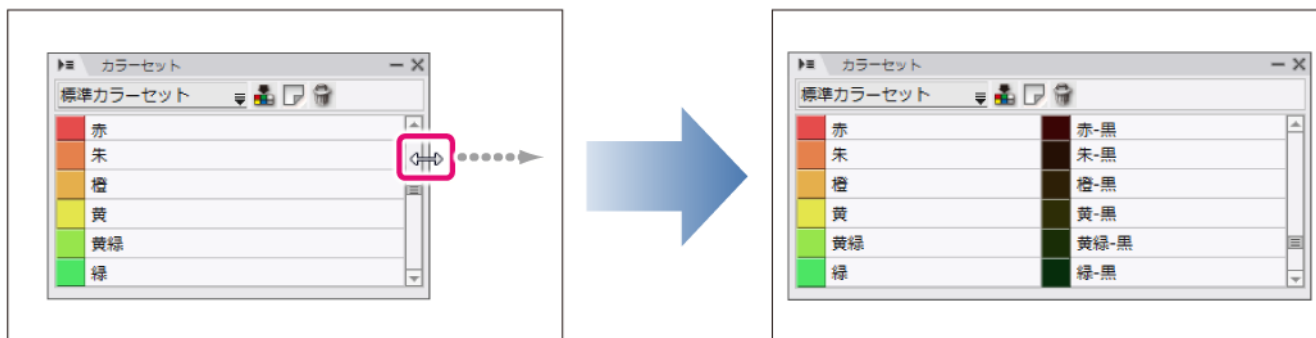 カラーセット
標準カラーセット
赤
朱
橙
黄
黄緑
緑
カラーセット
標準カラーセット
赤 赤-黒
朱 朱-黒
橙 橙-黒
黄 黄-黒
黄緑 黄緑-黒
緑 緑-黒